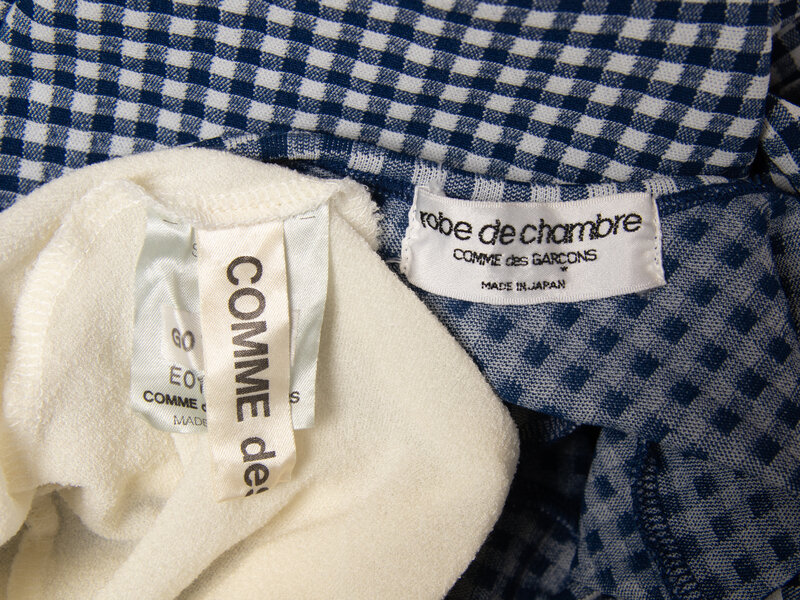 robe de chambre
COMME des GARCONS
MADE IN JAPAN
COMME des
S
GO
EO
COMME
S
MADE